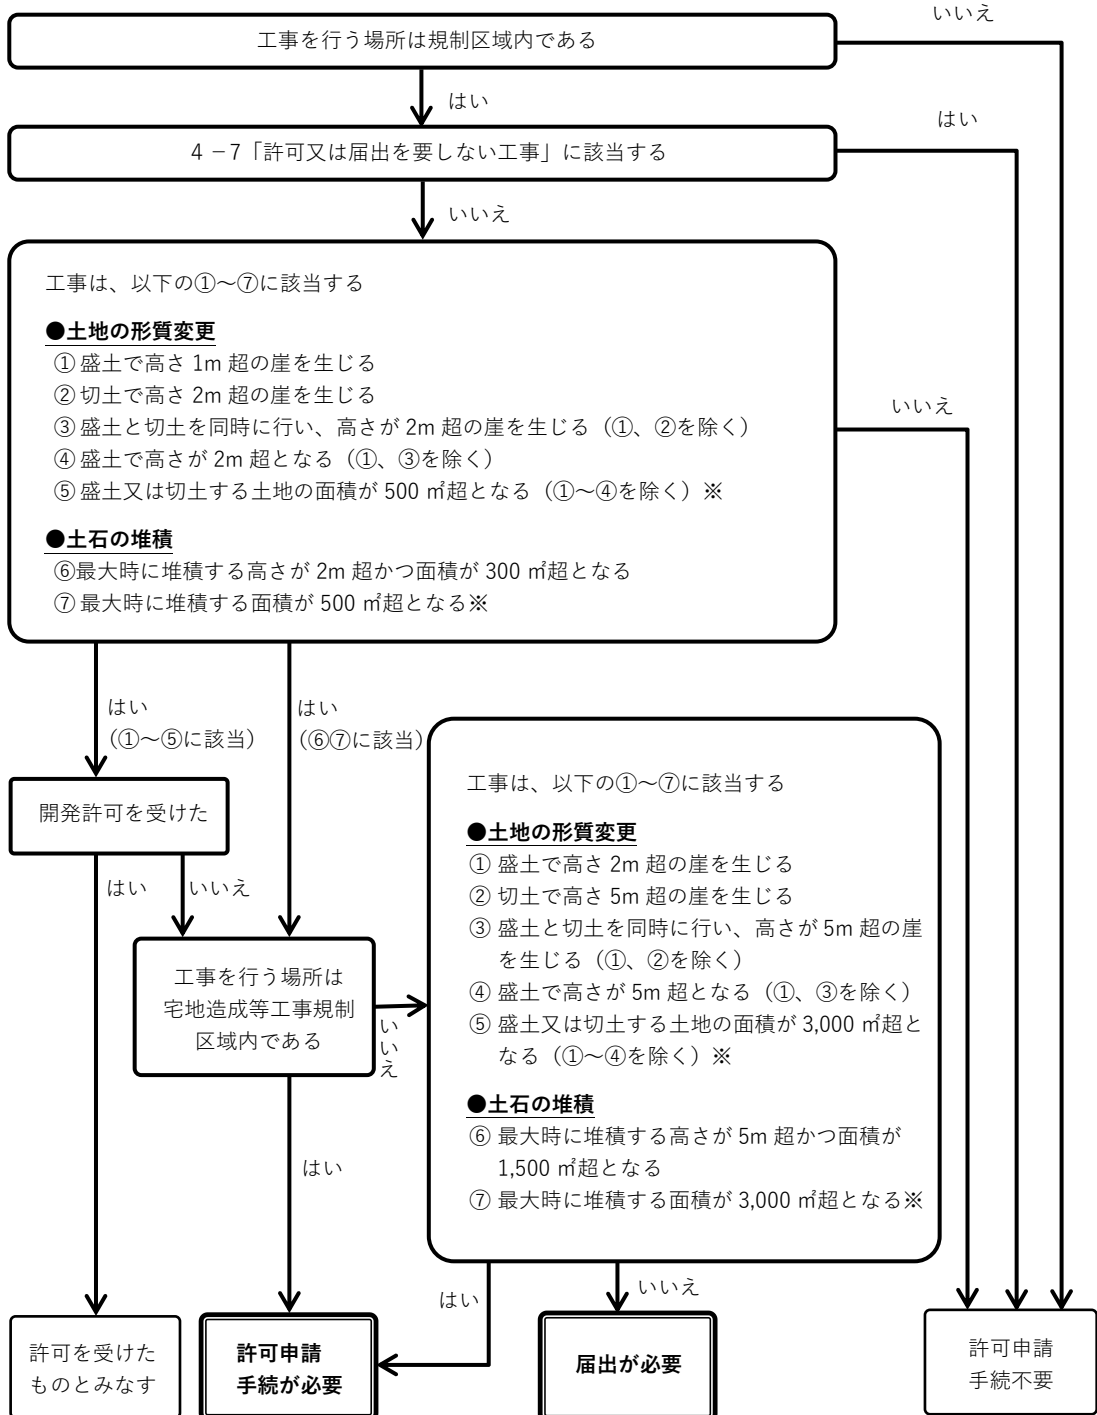 いいえ
工事を行う場所は規制区域内である
はい
はい
4－7「許可又は届出を要しない工事」に該当する
いいえ
工事は、以下の①～⑦に該当する
●土地の形質変更
①盛土で高さ 1m 超の崖を生じる
②切土で高さ 2m 超の崖を生じる
③盛土と切土を同時に行い、高さが 2m 超の崖を生じる（①、②を除く）
④盛土で高さが 2m 超となる（①、③を除く）
⑤盛土又は切土する土地の面積が 500 ㎡超となる（①～④を除く）※
●土石の堆積
⑥最大時に堆積する高さが 2m 超かつ面積が 300 ㎡超となる
⑦最大時に堆積する面積が 500 ㎡超となる※
いいえ
はい
（①～⑤に該当）
はい
（⑥⑦に該当）
開発許可を受けた
はい
いいえ
工事を行う場所は
宅地造成等工事規制
区域内である
いいえ
はい
工事は、以下の①～⑦に該当する
●土地の形質変更
① 盛土で高さ 2m 超の崖を生じる
② 切土で高さ 5m 超の崖を生じる
③ 盛土と切土を同時に行い、高さが 5m 超の崖
を生じる（①、②を除く）
④ 盛土で高さが 5m 超となる（①、③を除く）
⑤ 盛土又は切土する土地の面積が 3,000 ㎡超と
なる（①～④を除く）※
●土石の堆積
⑥ 最大時に堆積する高さが 5m 超かつ面積が
1,500 ㎡超となる
⑦ 最大時に堆積する面積が 3,000 ㎡超となる※
はい
いいえ
許可を受けた
ものとみなす
許可申請
手続が必要
届出が必要
許可申請
手続不要